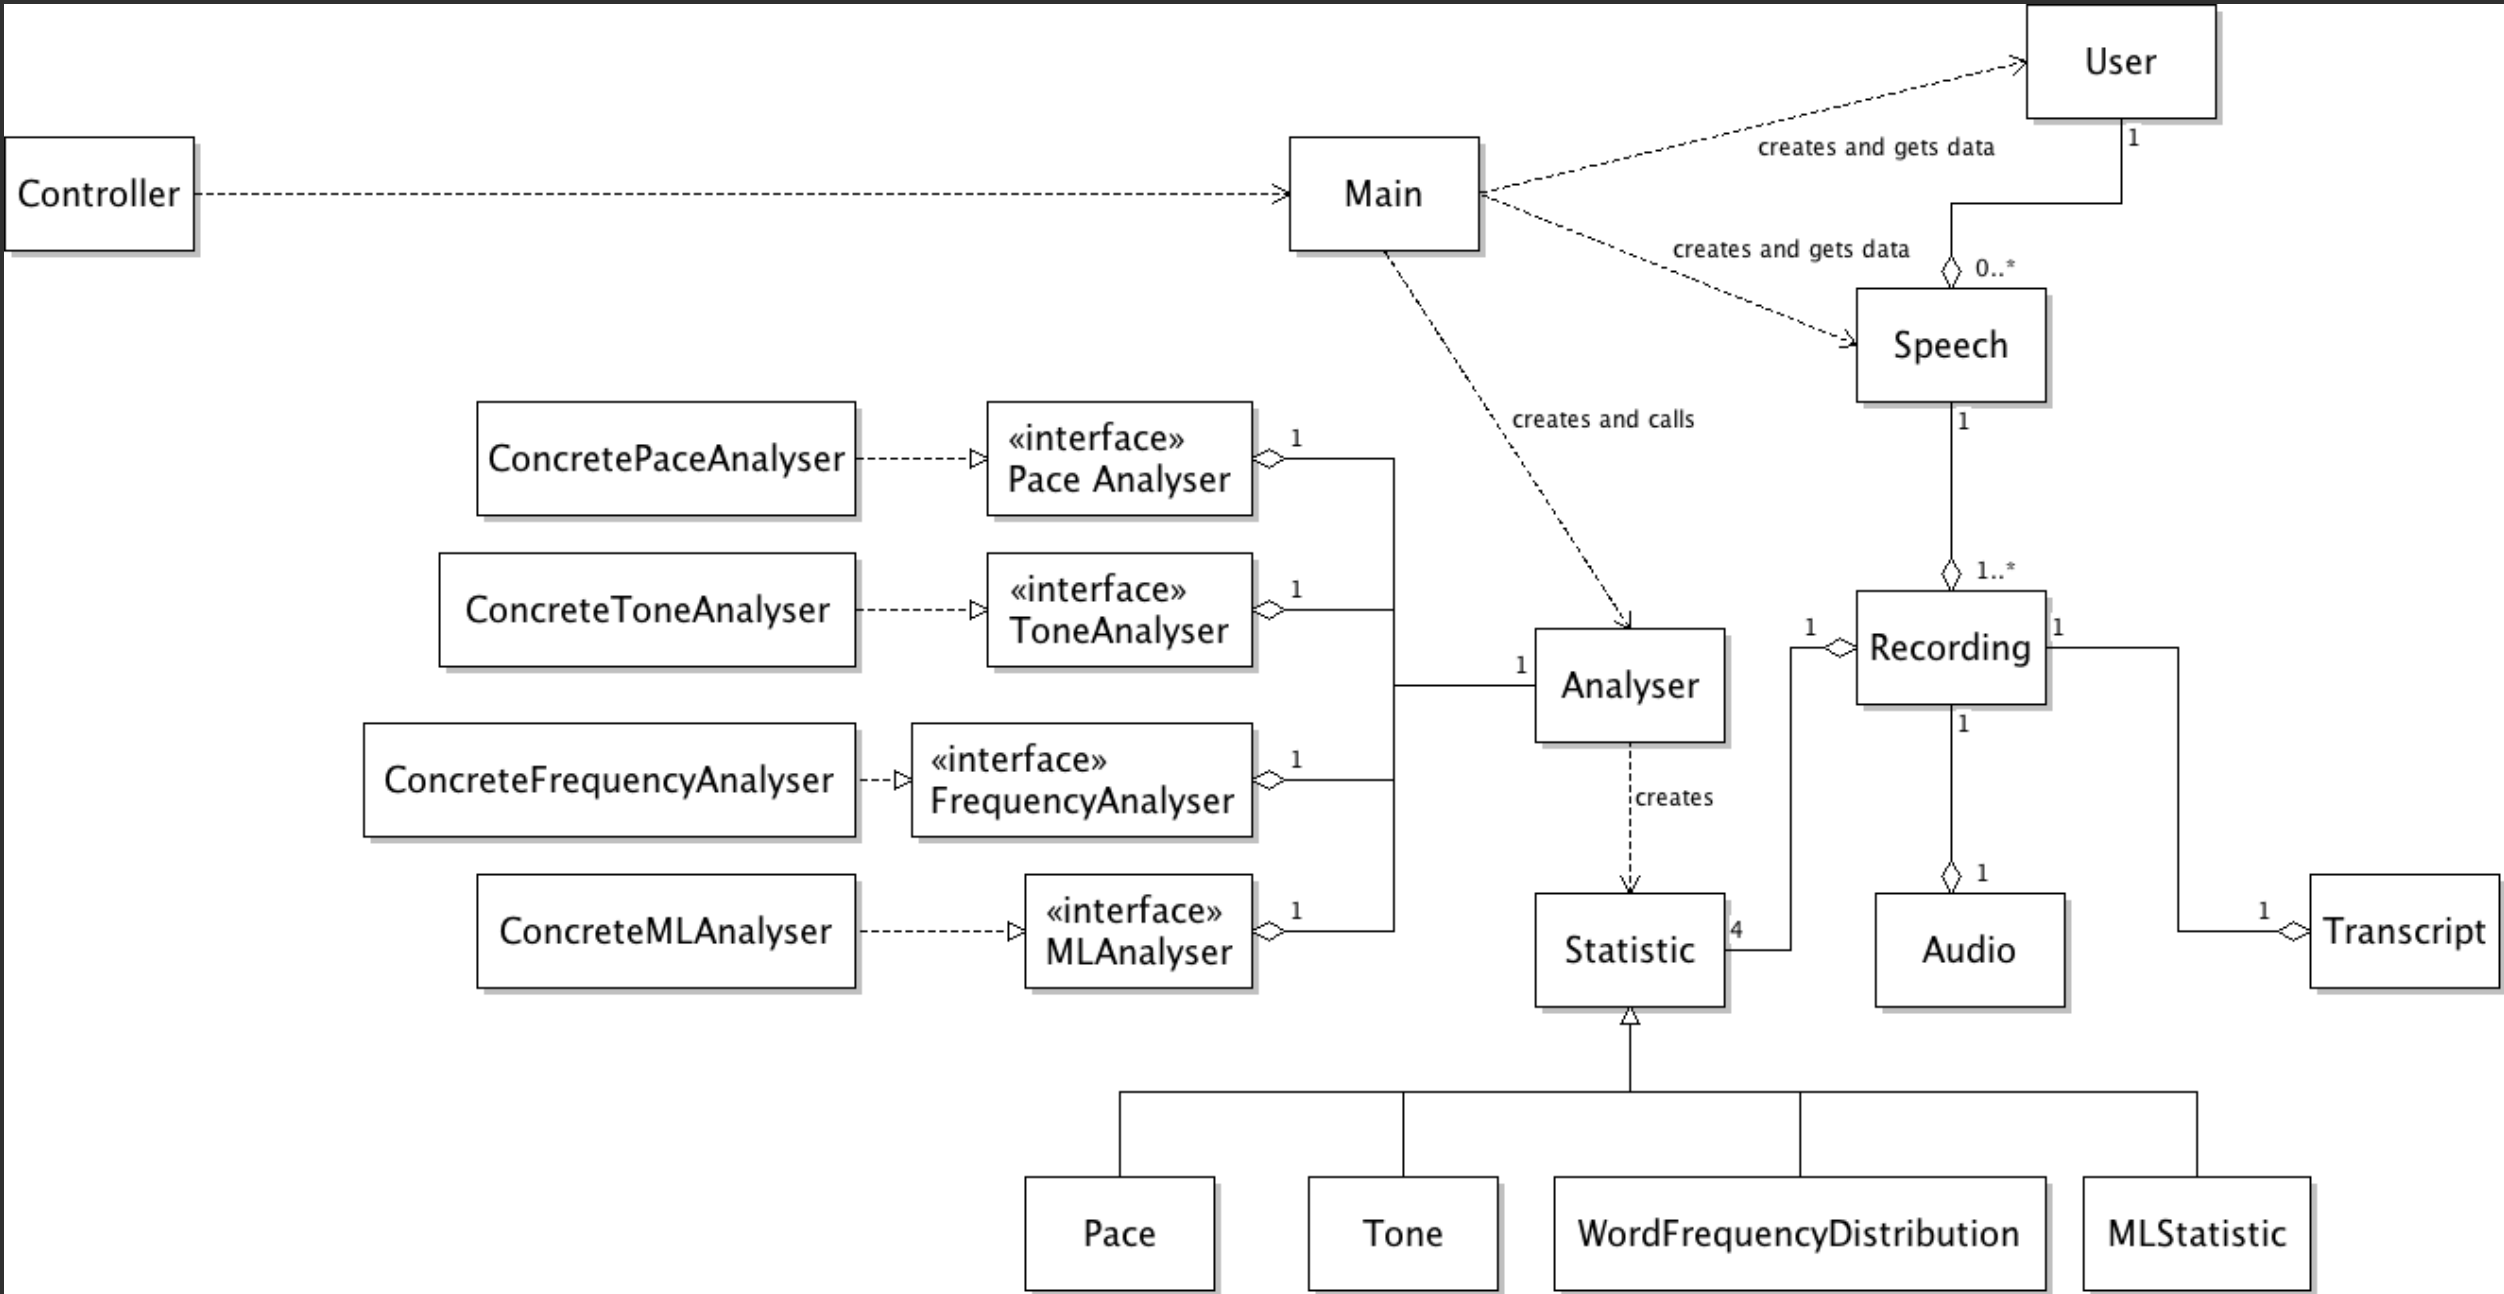 User
1
creates and gets data
Controller
Main
creates and gets data
0..*
Speech
1
creates and calls
ConcretePaceAnalyser
«interface»
Pace Analyser
1
ConcreteToneAnalyser
«interface»
ToneAnalyser
1
1..*
1
Recording
1
1
Analyser
1
ConcreteFrequencyAnalyser
«interface»
FrequencyAnalyser
1
creates
ConcreteMLAnalyser
«interface»
MLAnalyser
1
Statistic
4
1
Audio
1
Transcript
Pace
Tone
WordFrequencyDistribution
MLStatistic